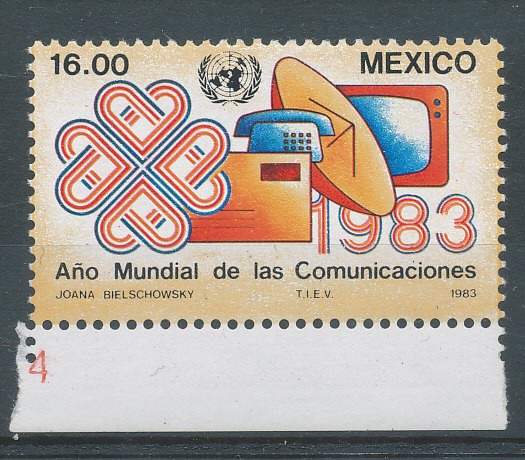 16.00 MEXICO
1983
Año Mundial de las Comunicaciones
JOANA BIELSCHOWSKY T.I.E.V. 1983
4